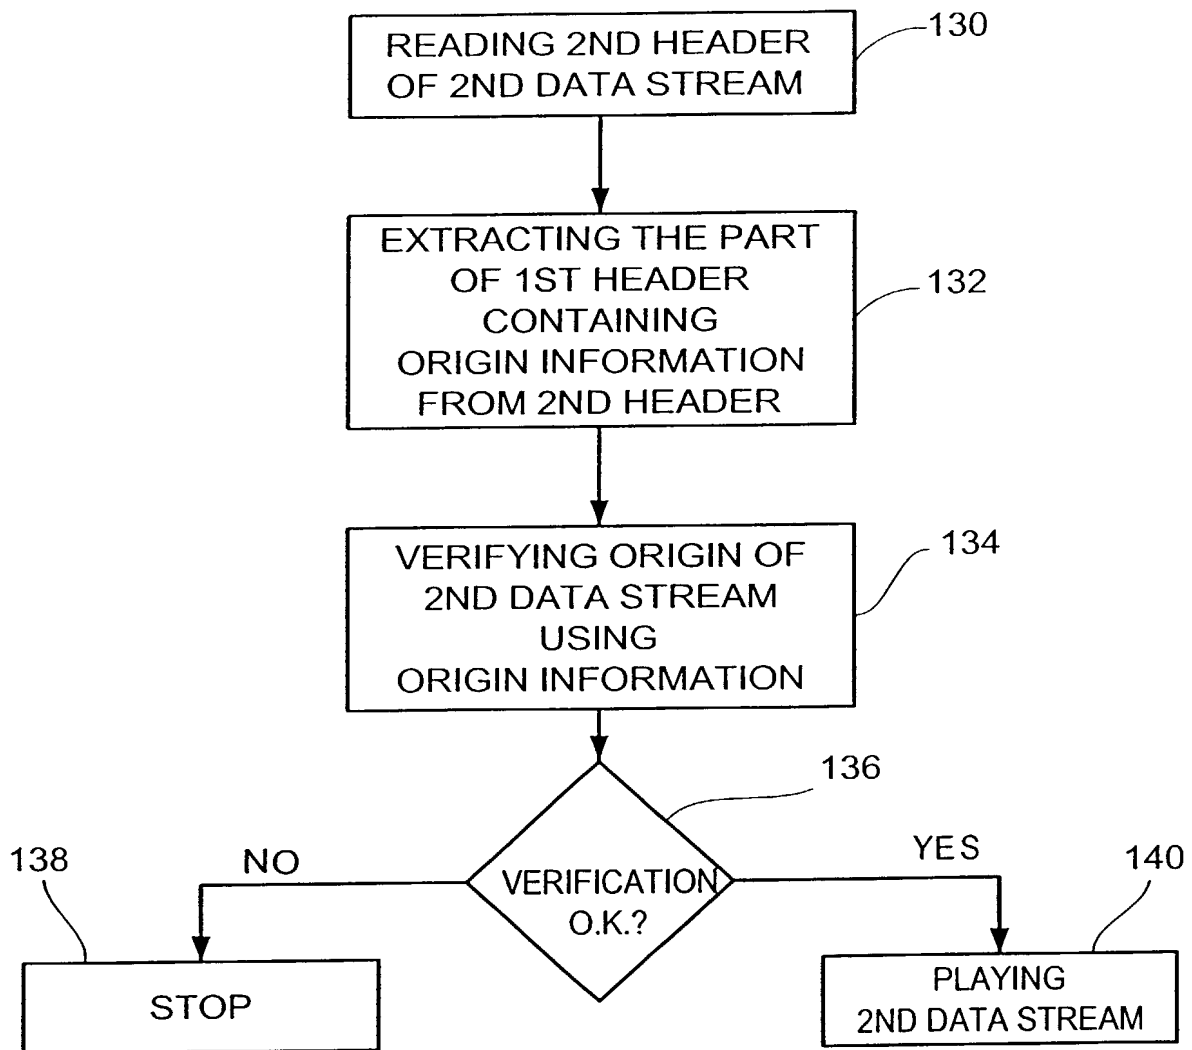 READING 2ND HEADER
OF 2ND DATA STREAM
130
EXTRACTING THE PART
OF 1ST HEADER
CONTAINING
ORIGIN INFORMATION
FROM 2ND HEADER
132
VERIFYING ORIGIN OF
2ND DATA STREAM
USING
ORIGIN INFORMATION
134
136
VERIFICATION
O.K.?
NO
YES
138
STOP
140
PLAYING
2ND DATA STREAM